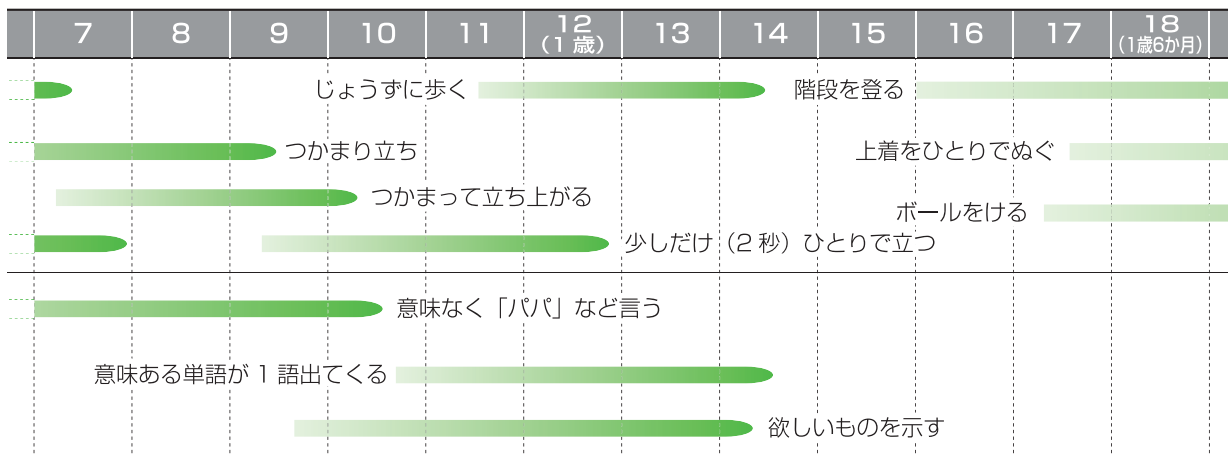 7 8 9 10 11 12 13 14 15 16 17 18
(1 歳) (1歳6か月)
じょうずに歩く 階段を登る
つかまり立ち 上着をひとりでぬぐ
つかまって立ち上がる
ボールをける
少しだけ(2 秒)ひとりで立つ
意味なく「パパ」など言う
意味ある単語が 1 語出てくる
欲しいものを示す